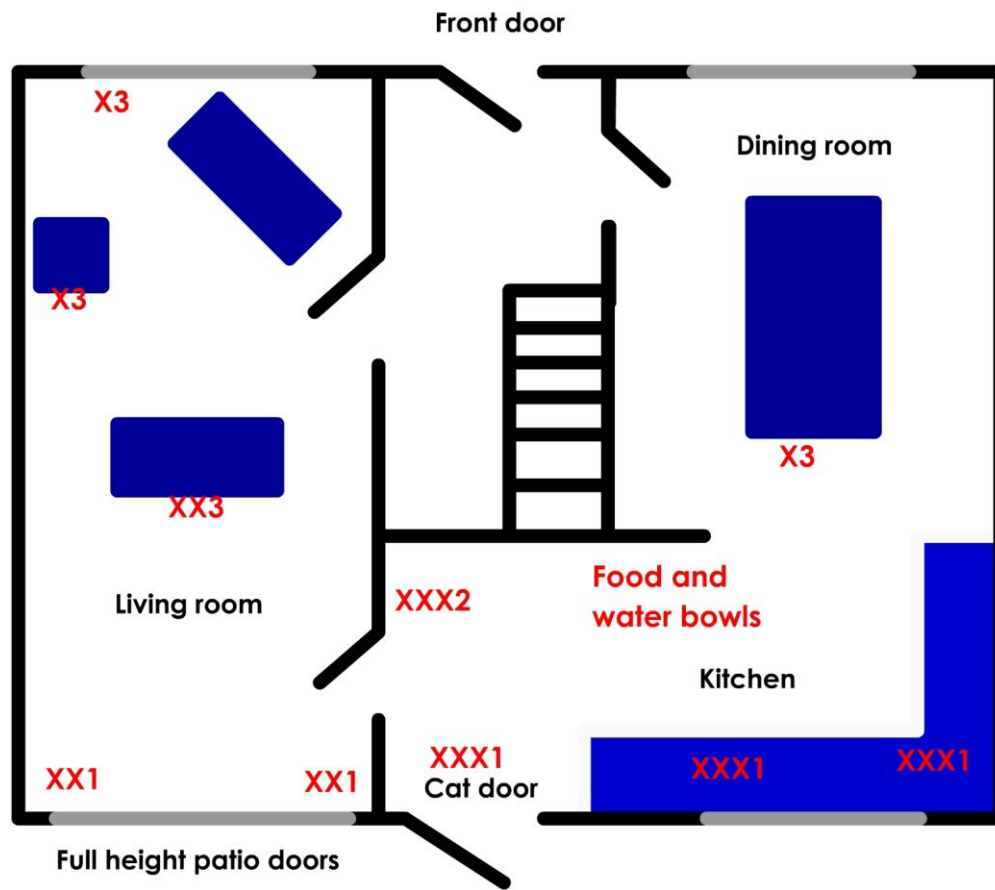 Front door
X3
Dining room
X3
XX3
X3
Living room
XXX2
Food and
water bowls
Kitchen
XX1
XX1
XXX1
Cat door
XXX1
XXX1
Full height patio doors